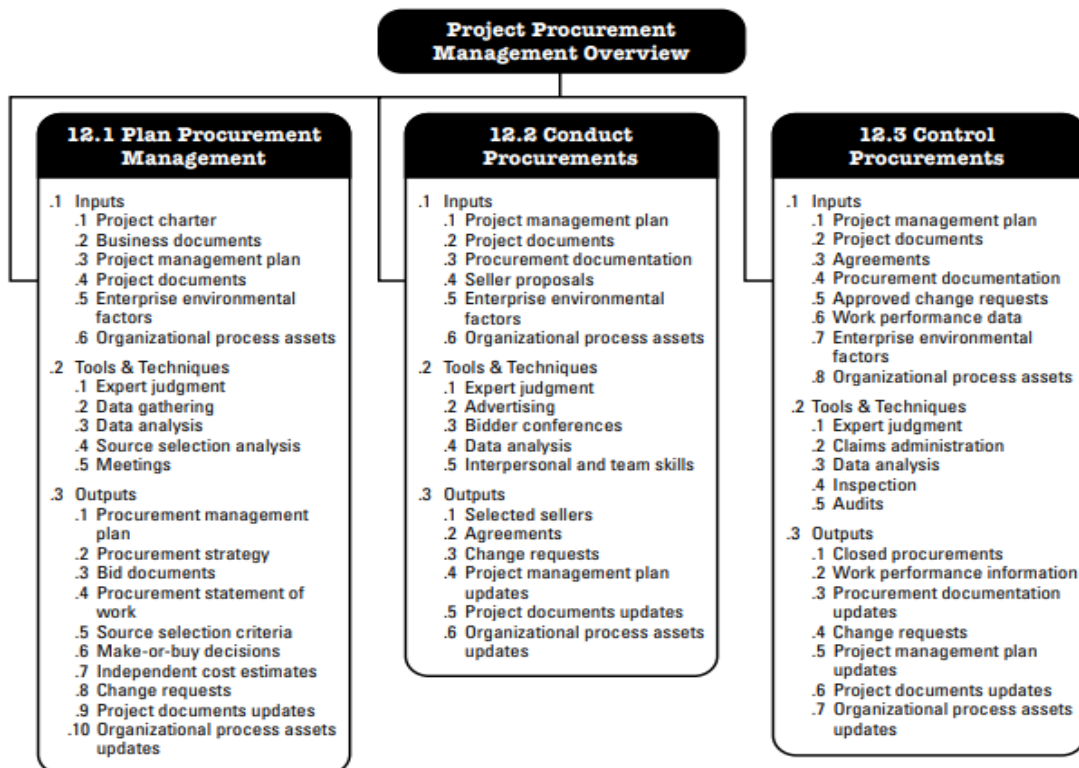 Project Procurement
Management Overview
12.1 Plan Procurement
Management
.1 Inputs
.1 Project charter
.2 Business documents
.3 Project management plan
.4 Project documents
.5 Enterprise environmental
factors
.6 Organizational process assets
.2 Tools & Techniques
.1 Expert judgment
.2 Data gathering
.3 Data analysis
.4 Source selection analysis
.5 Meetings
.3 Outputs
.1 Procurement management
plan
.2 Procurement strategy
.3 Bid documents
.4 Procurement statement of
work
.5 Source selection criteria
.6 Make-or-buy decisions
.7 Independent cost estimates
.8 Change requests
.9 Project documents updates
.10 Organizational process assets
updates
12.2 Conduct
Procurements
.1 Inputs
.1 Project management plan
.2 Project documents
.3 Procurement documentation
.4 Seller proposals
.5 Enterprise environmental
factors
.6 Organizational process assets
.2 Tools & Techniques
.1 Expert judgment
.2 Advertising
.3 Bidder conferences
.4 Data analysis
.5 Interpersonal and team skills
.3 Outputs
.1 Selected sellers
.2 Agreements
.3 Change requests
.4 Project management plan
updates
.5 Project documents updates
.6 Organizational process assets
updates
12.3 Control
Procurements
.1 Inputs
.1 Project management plan
.2 Project documents
.3 Agreements
.4 Procurement documentation
.5 Approved change requests
.6 Work performance data
.7 Enterprise environmental
factors
.8 Organizational process assets
.2 Tools & Techniques
.1 Expert judgment
.2 Claims administration
.3 Data analysis
.4 Inspection
.5 Audits
.3 Outputs
.1 Closed procurements
.2 Work performance information
.3 Procurement documentation
updates
.4 Change requests
.5 Project management plan
updates
.6 Project documents updates
.7 Organizational process assets
updates